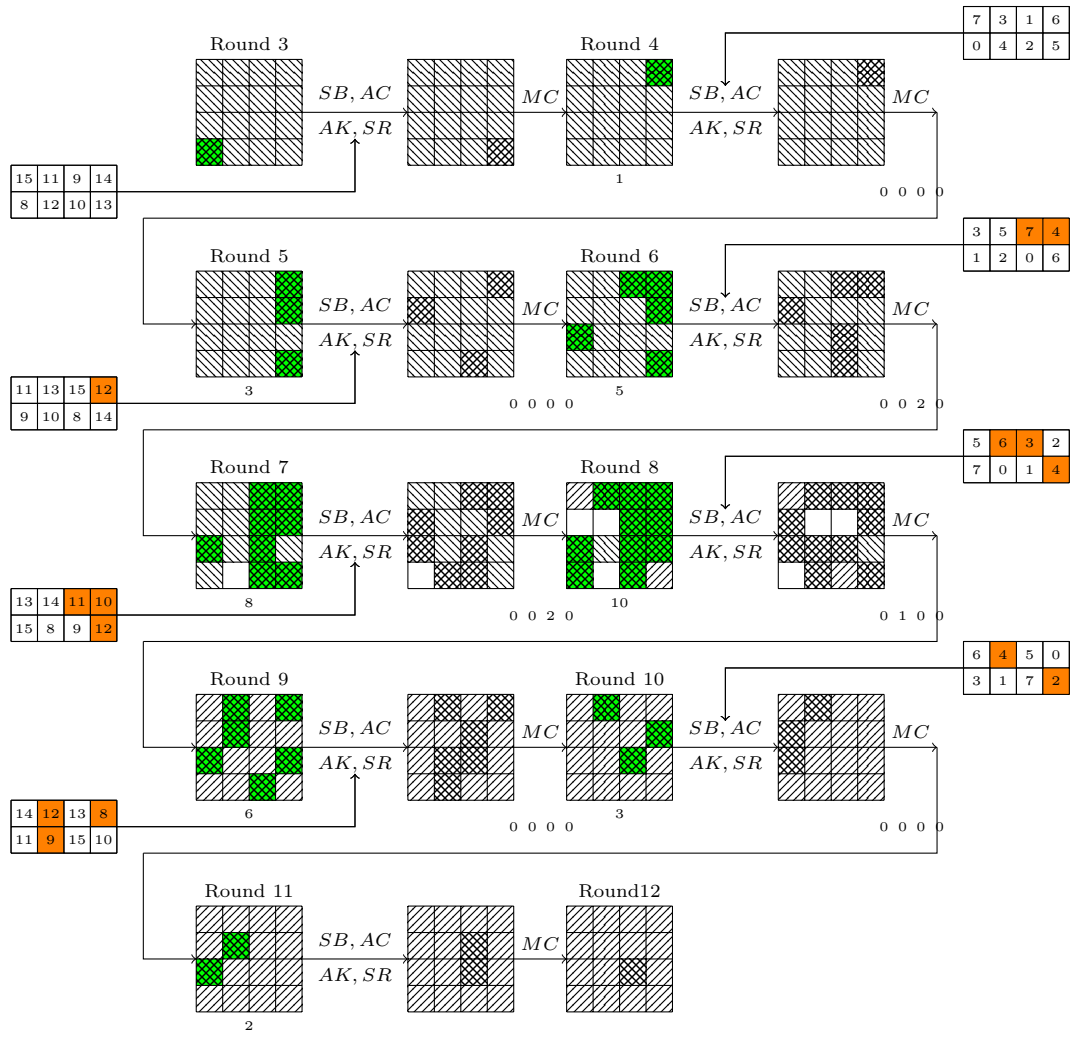 7 3 1 6
0 4 2 5
Round 3
Round 4
SB, AC
MC
SB, AC
MC
AK, SR
AK, SR
15 11 9 14
8 12 10 13
1
0 0 0 0
3 5 7 4
1 2 0 6
Round 5
Round 6
SB, AC
MC
SB, AC
MC
AK, SR
AK, SR
11 13 15 12
9 10 8 14
3
0 0 0 0
5
0 0 2 0
5 6 3 2
7 0 1 4
Round 7
Round 8
SB, AC
MC
SB, AC
MC
AK, SR
AK, SR
13 14 11 10
15 8 9 12
8
0 0 2 0
10
0 1 0 0
6 4 5 0
3 1 7 2
Round 9
Round 10
SB, AC
MC
SB, AC
MC
AK, SR
AK, SR
14 12 13 8
11 9 15 10
6
0 0 0 0
3
0 0 0 0
Round 11
Round12
SB, AC
MC
AK, SR
2